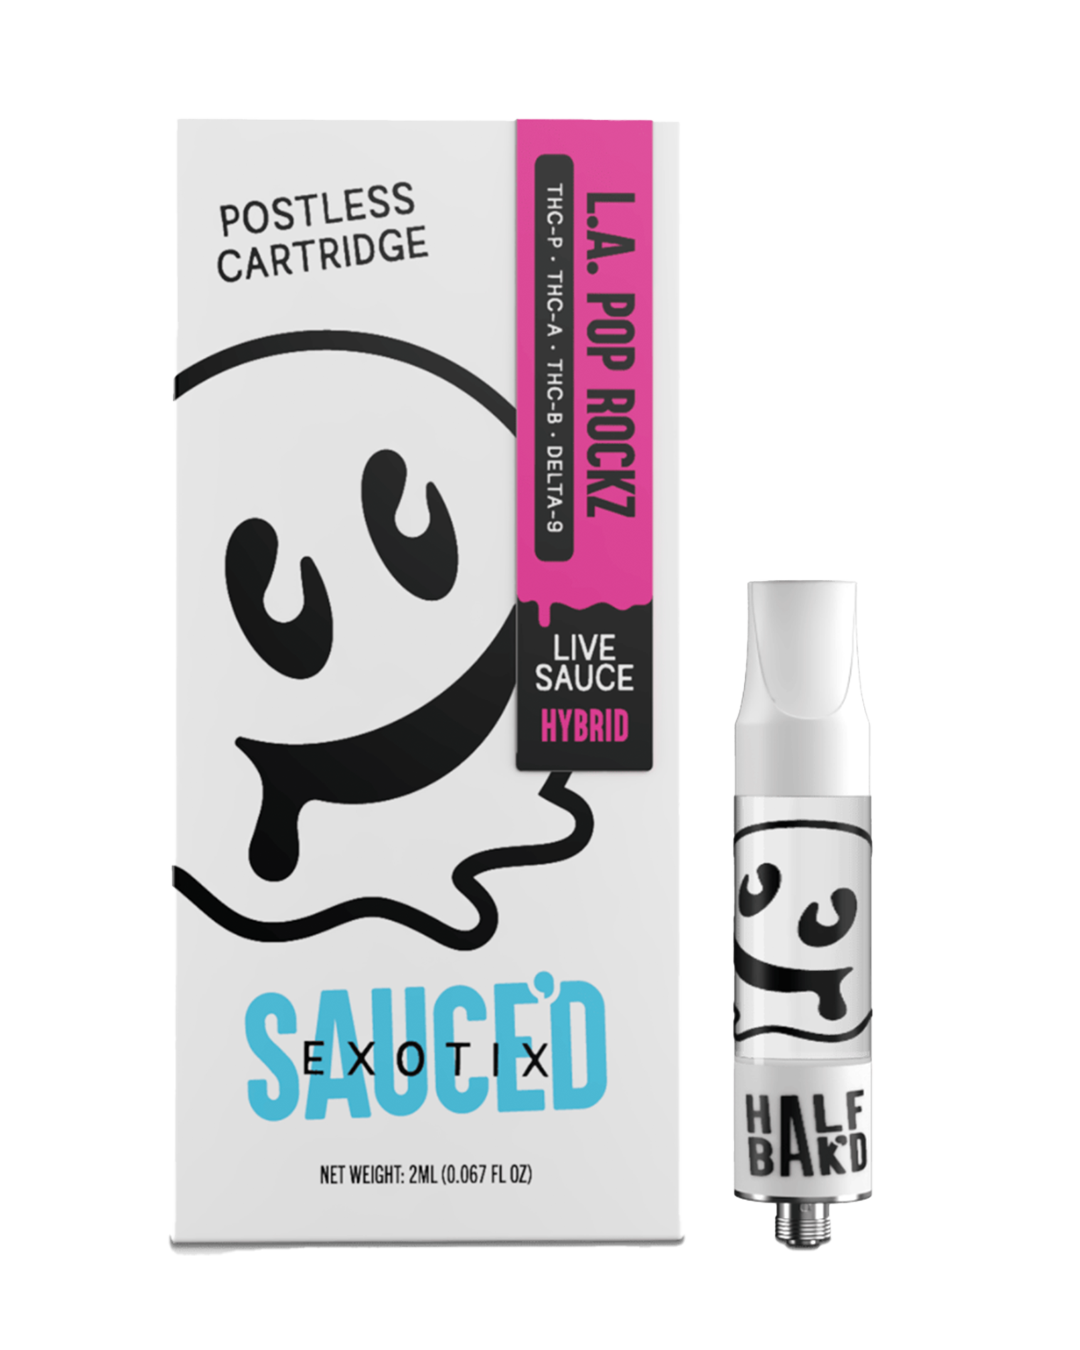 POSTLESS
CARTRIDGE
L.A. POP ROCKZ
THC-P • THC-A • THC-B • DELTA-9
LIVE
SAUCE
HYBRID
SAUCE'D
EXOTIX
NET WEIGHT: 2ML (0.067 FL OZ)
HALF
BAK'D